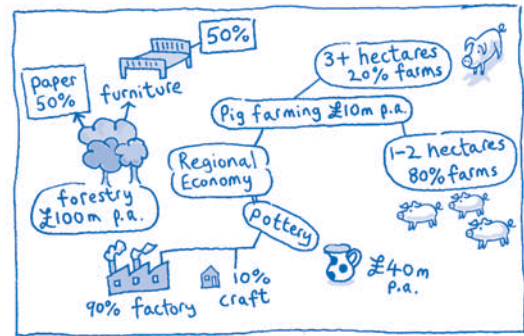 50%
paper
50%
furniture
forestry
£100m p.a.
3+ hectares
20% farms
Pig farming £10m p.a.
1-2 hectares
80% farms
Regional
Economy
pottery
90% factory
10%
craft
£40m
p.a.